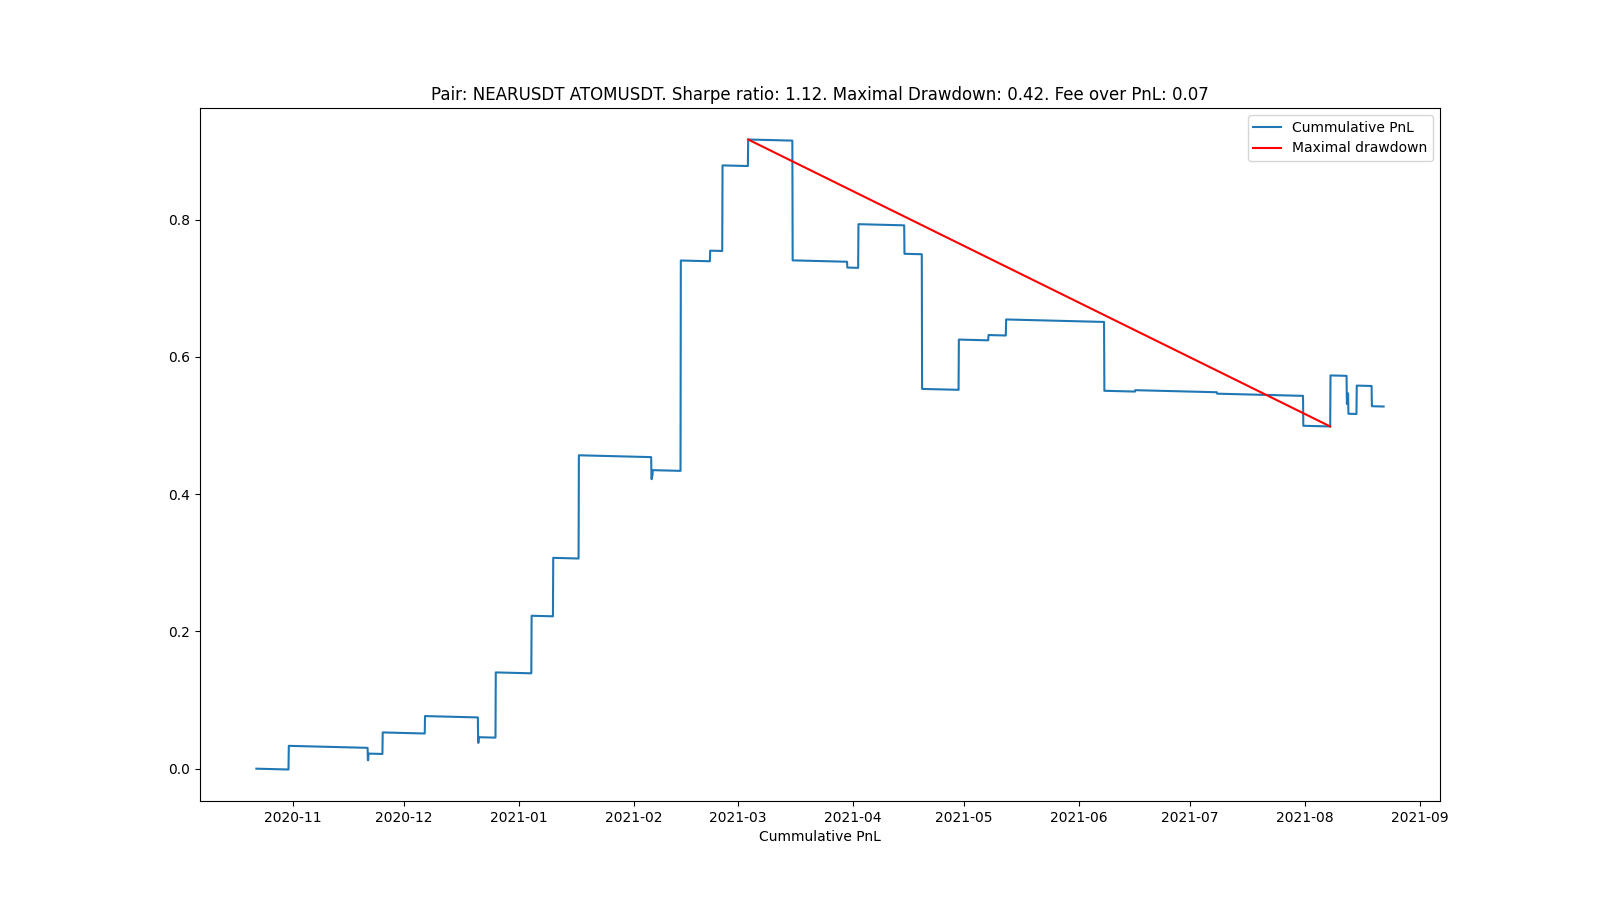 Pair: NEARUSDT ATOMUSDT. Sharpe ratio: 1.12. Maximal Drawdown: 0.42. Fee over PnL: 0.07
Cummulative PnL
Maximal drawdown
0.8
0.6
0.4
0.2
0.0
2020-11 2020-12 2021-01 2021-02 2021-03 2021-04 2021-05 2021-06 2021-07 2021-08 2021-09
Cummulative PnL